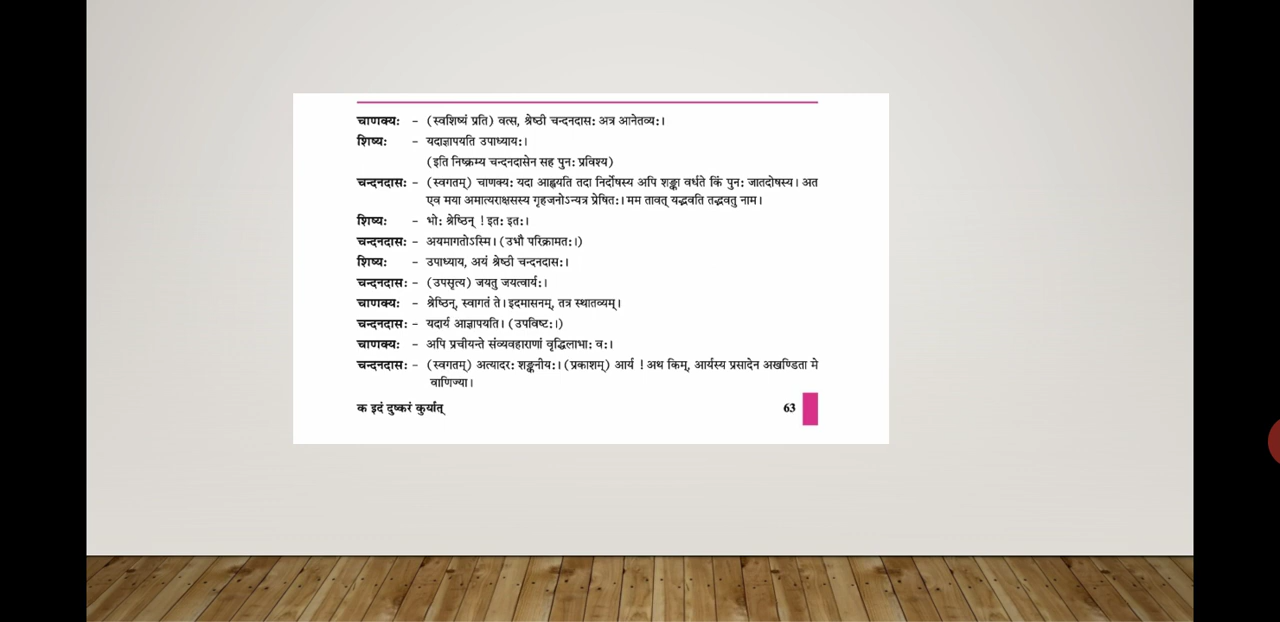 चाणक्य: - (स्वशिष्यं प्रति) वत्स, श्रेष्ठी चन्दनदास: अत्र आनेतव्य:।
शिष्य: - यदाज्ञापयति उपाध्याय:।
(इति निष्क्रम्य चन्दनदासेन सह पुन: प्रविश्य)
चन्दनदास: - (स्वगतम्) चाणक्य: यदा आह्वयति तदा निर्दोषस्य अपि शङ्का वर्धते किं पुन: जातदोषस्य। अत
एव मया अमात्यराक्षसस्य गृहजनोऽन्यत्र प्रेषित:। मम तावत् यद्भवति तद्भवतु नाम।
शिष्य: - भो: श्रेष्ठिन् ! इत: इत:।
चन्दनदास: - अयमागतोऽस्मि। (उभौ परिक्रामत:।)
शिष्य: - उपाध्याय, अयं श्रेष्ठी चन्दनदास:।
चन्दनदास: - (उपसृत्य) जयतु जयत्वार्य:।
चाणक्य: - श्रेष्ठिन्, स्वागतं ते। इदमासनम्, तत्र स्थातव्यम्।
चन्दनदास: - यदार्य आज्ञापयति। (उपविष्ट:।)
चाणक्य: - अपि प्रचीयन्ते संव्यवहाराणां वृद्धिलाभा: व:।
चन्दनदास: - (स्वगतम्) अत्यादर: शङ्कनीय:। (प्रकाशम्) आर्य ! अथ किम्, आर्यस्य प्रसादेन अखण्डिता मे
वाणिज्या।
क इदं दुष्करं कुर्यात् 63